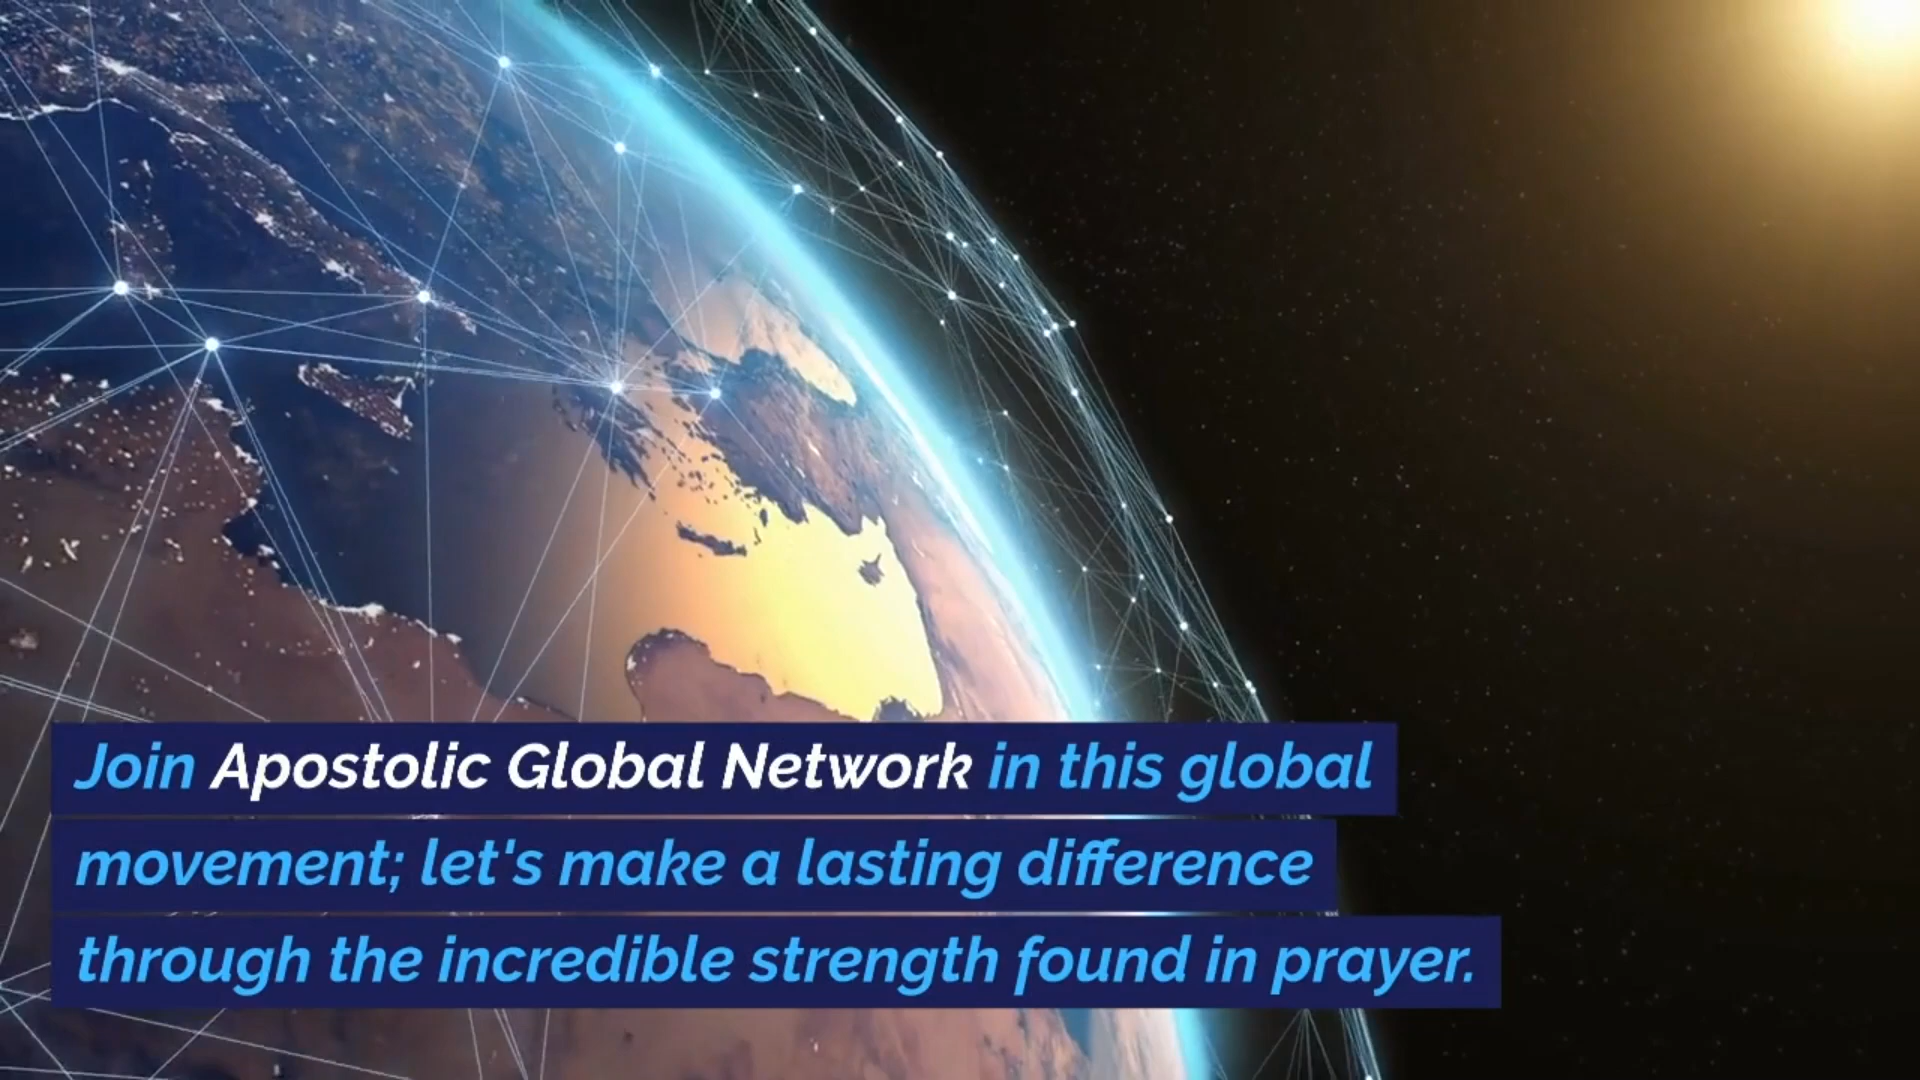 Join Apostolic Global Network in this global
movement; let's make a lasting difference
through the incredible strength found in prayer.